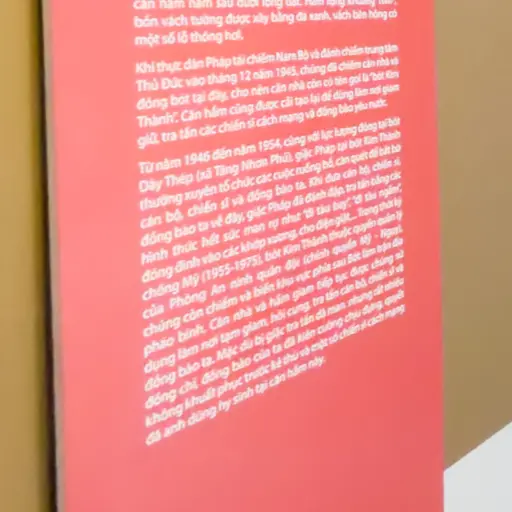 căn hầm nằm sâu dưới lòng đất. Hầm rộng khoảng
bốn vách tường được xây bằng đá xanh, vách bên hông có
một số lỗ thông hơi.
Khi thực dân Pháp tái chiếm Nam Bộ và đánh chiếm trung tâm
Thủ Đức vào tháng 12 năm 1945, chúng đã chiếm căn nhà và
đóng bót tại đây, cho nên căn nhà còn có tên gọi là "bót Kim
Thành". Căn hầm cũng được cải tạo lại để dùng làm nơi giam
giữ, tra tấn các chiến sĩ cách mạng và đồng bào yêu nước.
Từ năm 1946 đến năm 1954, cùng với lực lượng đóng tại bót
Dây Thép (xã Tăng Nhơn Phú), giặc Pháp tại bót Kim Thành
thường xuyên tổ chức các cuộc ruồng bố, càn quét để bắt bớ
cán bộ, chiến sĩ và đồng bào ta. Khi đưa cán bộ, chiến sĩ,
đồng bào ta về đây, giặc Pháp đã đánh đập, tra tấn bằng các
hình thức hết sức man rợ như "đi tàu bay", "đi tàu ngầm",
đóng đinh vào các khớp xương, cho điện giật... Trong thời kỳ
chống Mỹ (1955-1975), bót Kim Thành thuộc quyền quản lý
của Phòng An ninh quân đội (chính quyền Mỹ - Ngụy),
chúng còn chiếm và biến khu vực phía sau Bót làm trận địa
pháo binh. Căn nhà và hầm giam tiếp tục được chúng sử
dụng làm nơi tạm giam, hỏi cung, tra tấn cán bộ, chiến sĩ và
đồng bào ta. Mặc dù bị giặc tra tấn dã man, nhưng rất nhiều
đồng chí, đồng bào của ta đã kiên cường chịu đựng, quyết
không khuất phục trước kẻ thù và một số chiến sĩ cách mạng
đã anh dũng hy sinh tại căn hầm này.